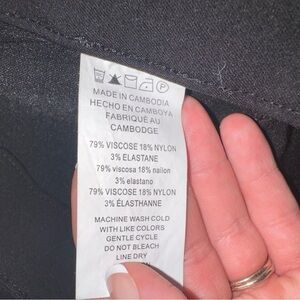 MADE IN CAMBODIA
HECHO EN CAMBOYA
FABRIQUÉ AU
CAMBODGE
79% VISCOSE 18% NYLON
3% ELASTANE
79% viscosa 18% nailon
3% elastano
79% VISCOSE 18% NYLON
3% ÉLASTHANNE
MACHINE WASH COLD
WITH LIKE COLORS
GENTLE CYCLE
DO NOT BLEACH
LINE DRY